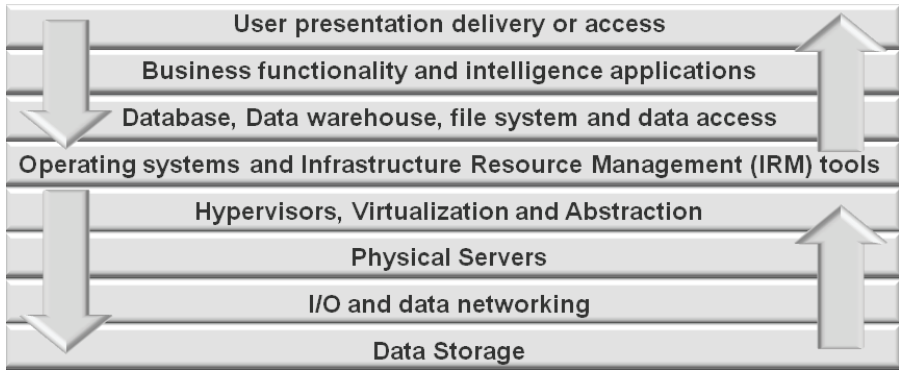 User presentation delivery or access
Business functionality and intelligence applications
Database, Data warehouse, file system and data access
Operating systems and Infrastructure Resource Management (IRM) tools
Hypervisors, Virtualization and Abstraction
Physical Servers
I/O and data networking
Data Storage